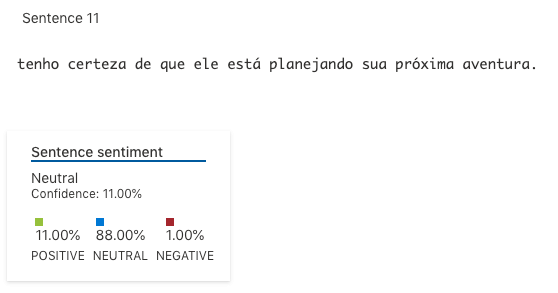 Sentence 11
tenho certeza de que ele está planejando sua próxima aventura.
Sentence sentiment
Neutral
Confidence: 11.00%
11.00% 88.00% 1.00%
POSITIVE NEUTRAL NEGATIVE